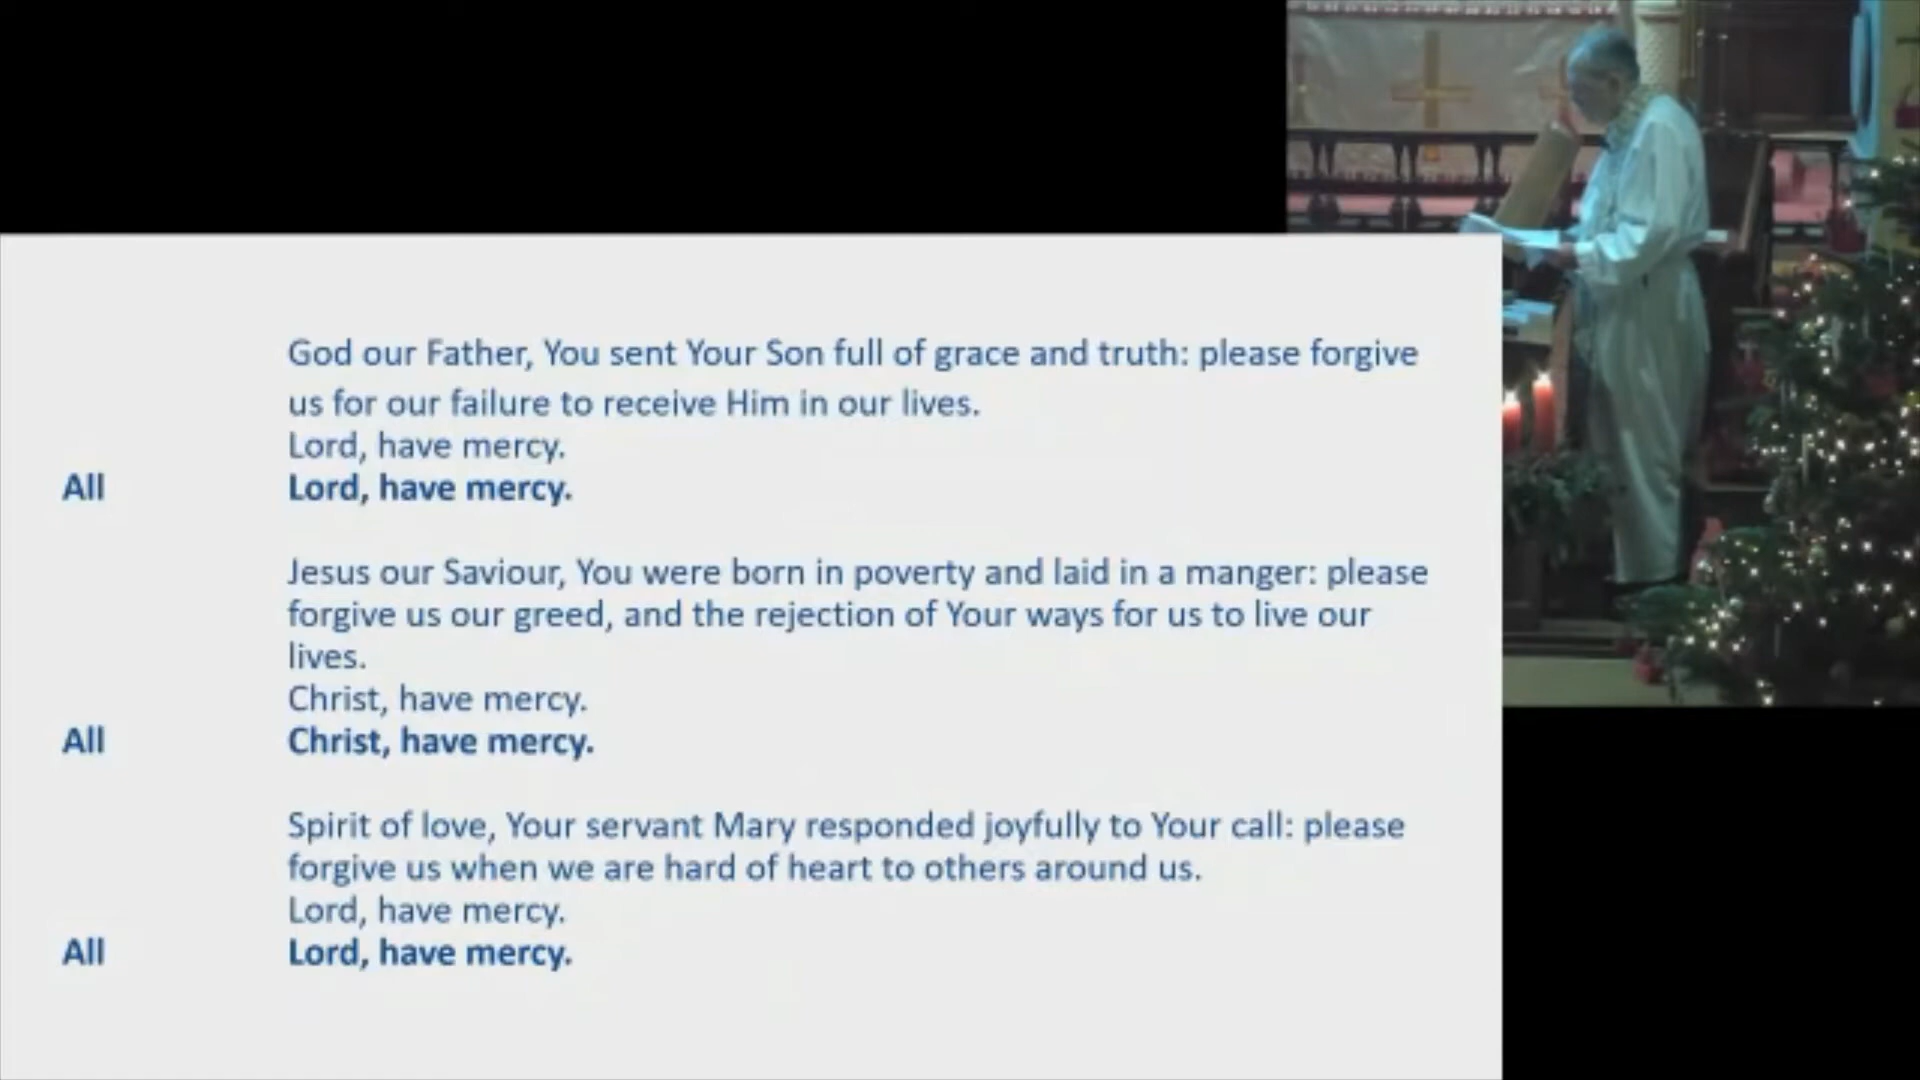 God our Father, You sent Your Son full of grace and truth: please forgive
us for our failure to receive Him in our lives.
Lord, have mercy.
All Lord, have mercy.
Jesus our Saviour, You were born in poverty and laid in a manger: please
forgive us our greed, and the rejection of Your ways for us to live our
lives.
Christ, have mercy.
All Christ, have mercy.
Spirit of love, Your servant Mary responded joyfully to Your call: please
forgive us when we are hard of heart to others around us.
Lord, have mercy.
All Lord, have mercy.